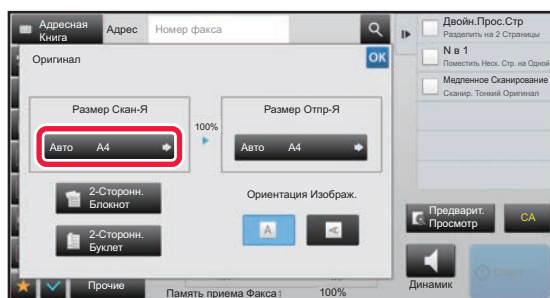 Адресная
Книга
Адрес
Номер факса
Двойн.Прос.Стр
Разделить на 2 Страницы
N в 1
Поместить Неск. Стр. на Одной
Медленное Сканирование
Сканир. Тонкий Оригинал
Оригинал
OK
Размер Скан-Я
Размер Отпр-Я
100%
Авто A4
Авто A4
2-Сторонн.
Блокнот
Ориентация Изображ.
2-Сторонн.
Буклет
A
A
Предварит.
Просмотр
CA
Прочие
Память приема Факса: 100%
Динамик
Старт